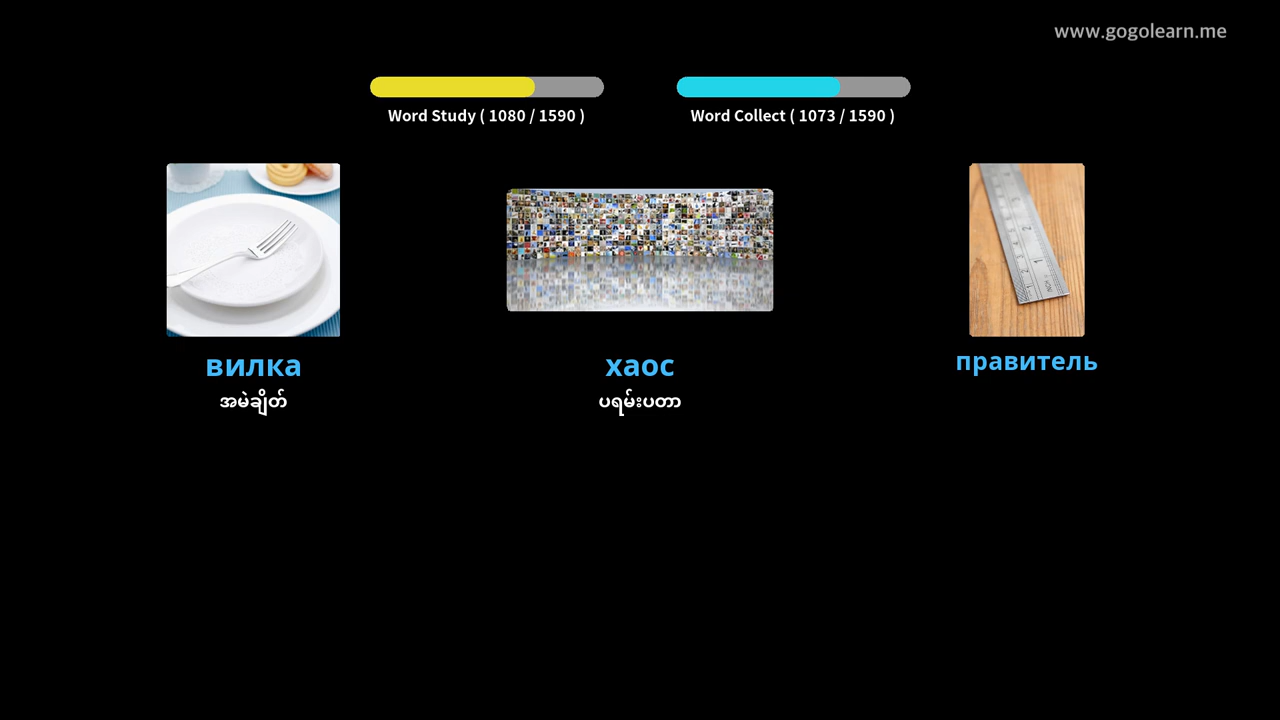 www.gogolearn.me
Word Study ( 1080 / 1590 )
Word Collect ( 1073 / 1590 )
вилка
хаос
правитель
အမဲချိတ်
ပရမ်းပတာ